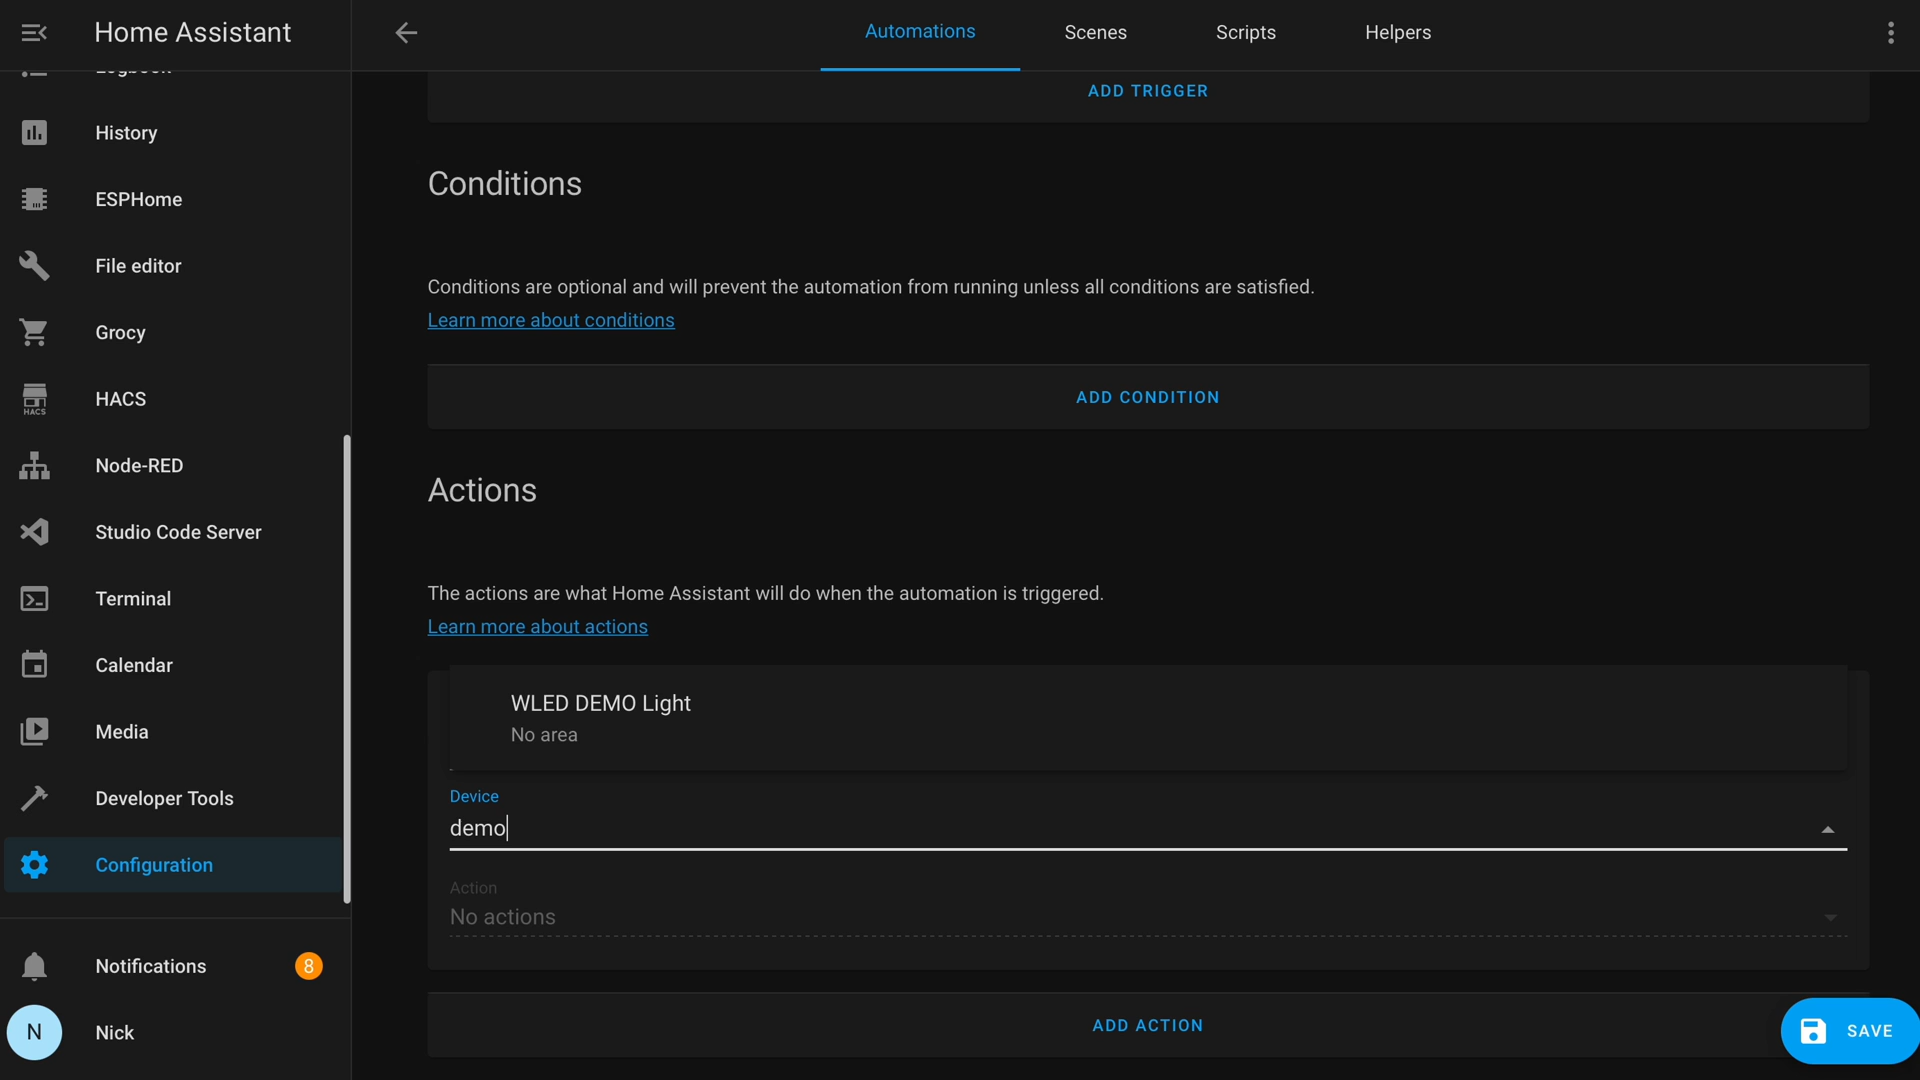 Home Assistant
Automations
Scenes
Scripts
Helpers
Logbook
History
ESPHome
File editor
Grocy
HACS
HACS
Node-RED
Studio Code Server
Terminal
Calendar
Media
Developer Tools
Configuration
Notifications
8
N
Nick
ADD TRIGGER
Conditions
Conditions are optional and will prevent the automation from running unless all conditions are satisfied.
Learn more about conditions
ADD CONDITION
Actions
The actions are what Home Assistant will do when the automation is triggered.
Learn more about actions
WLED DEMO Light
No area
Device
demo
Action
No actions
ADD ACTION
SAVE